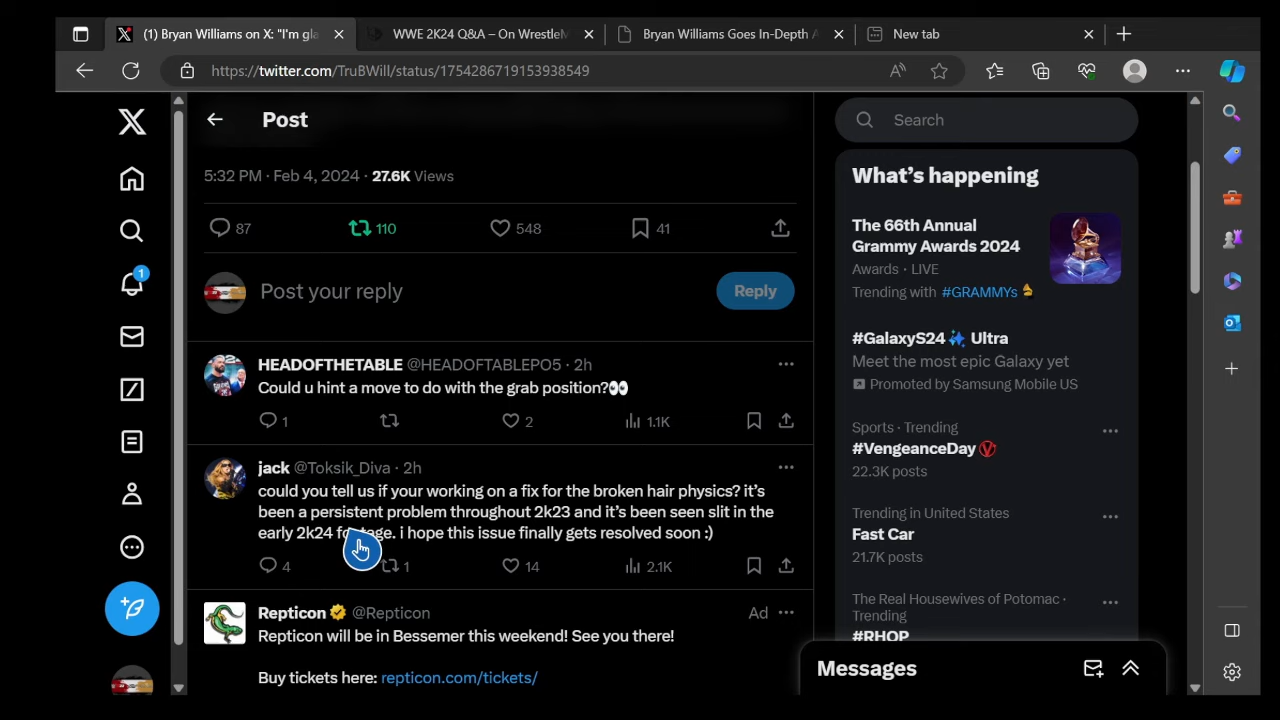 (1) Bryan Williams on X: "I'm gla
WWE 2K24 Q&A – On WrestleM
Bryan Williams Goes In-Depth A
New tab
https://twitter.com/TruBWill/status/1754286719153938549
Post
5:32 PM · Feb 4, 2024 · 27.6K Views
87 110 548 41
Post your reply
Reply
HEADOFTHETABLE @HEADOFTABLEPO5 · 2h
Could u hint a move to do with the grab position?👀
1 2 1.1K
jack @Toksik_Diva · 2h
could you tell us if your working on a fix for the broken hair physics? it's
been a persistent problem throughout 2k23 and it's been seen slit in the
early 2k24 footage. i hope this issue finally gets resolved soon :)
4 1 14 2.1K
Repticon @Repticon Ad
Repticon will be in Bessemer this weekend! See you there!
Buy tickets here: repticon.com/tickets/
1
Search
What's happening
The 66th Annual
Grammy Awards 2024
Awards · LIVE
Trending with #GRAMMYs
#GalaxyS24 Ultra
Meet the most epic Galaxy yet
Promoted by Samsung Mobile US
Sports · Trending
#VengeanceDay
22.3K posts
Trending in United States
Fast Car
21.7K posts
The Real Housewives of Potomac ·
Trending
#RHOP
Messages